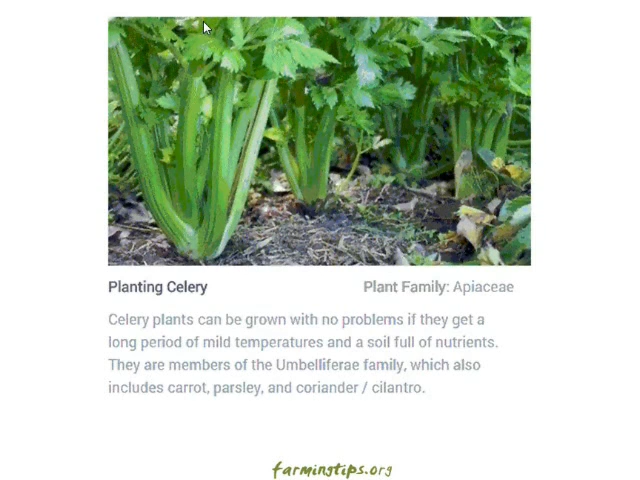 Planting Celery Plant Family: Apiaceae
Celery plants can be grown with no problems if they get a
long period of mild temperatures and a soil full of nutrients.
They are members of the Umbelliferae family, which also
includes carrot, parsley, and coriander / cilantro.
farmingtips.org